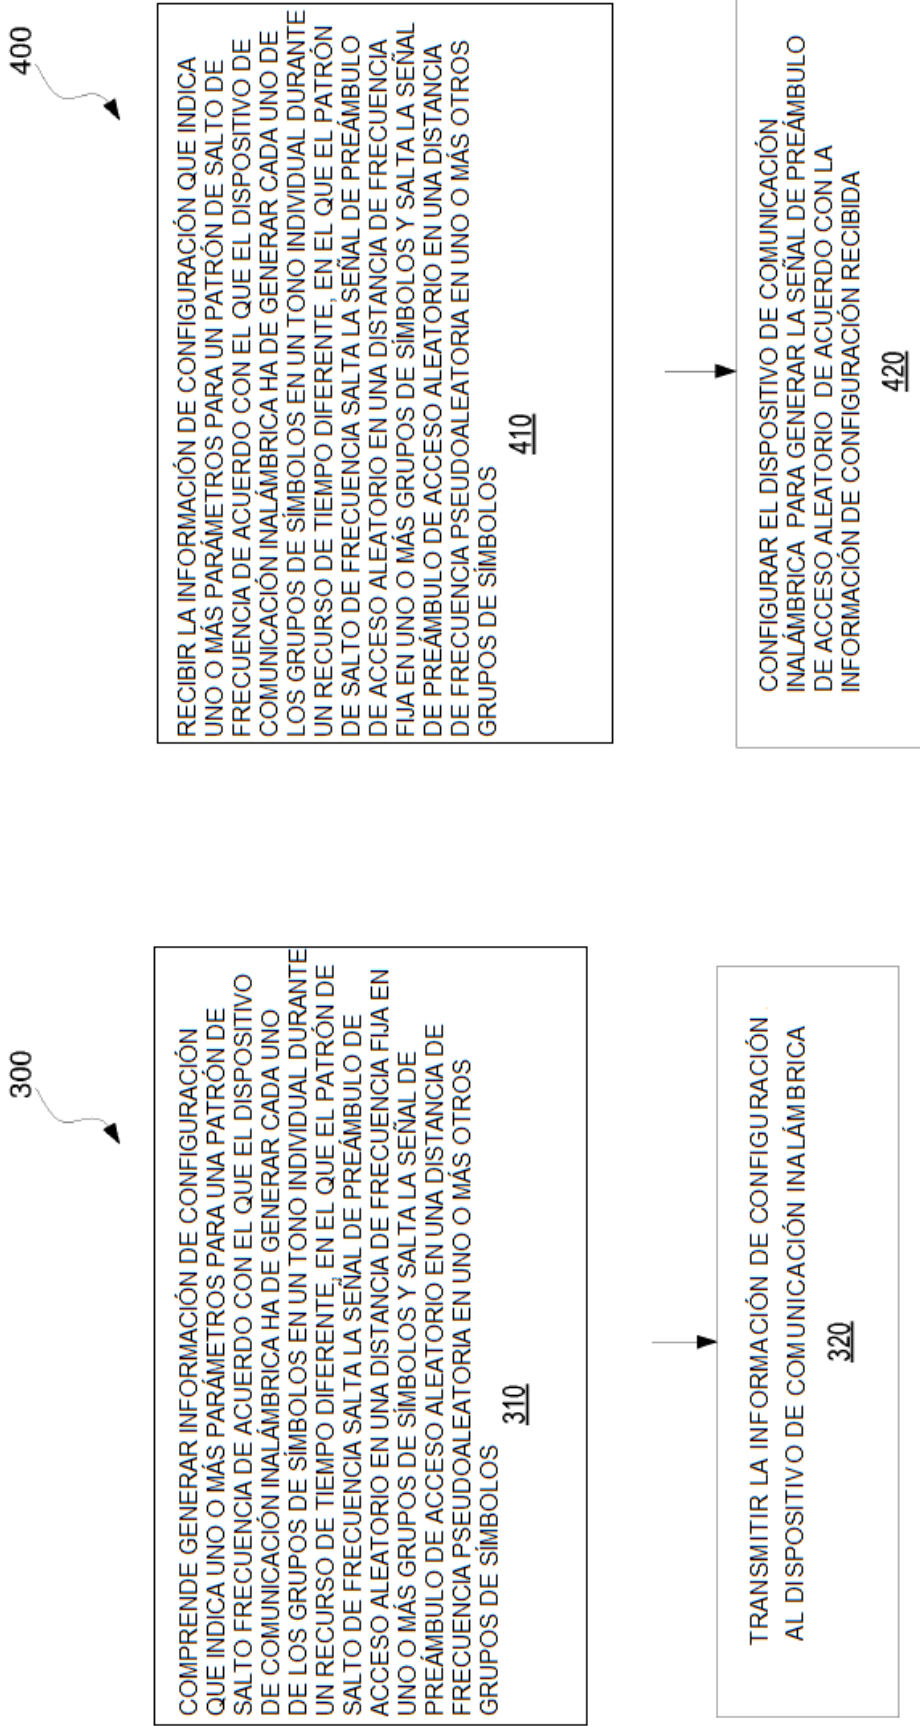 300
COMPRENDE GENERAR INFORMACIÓN DE CONFIGURACIÓN
QUE INDICA UNO O MÁS PARÁMETROS PARA UNA PATRÓN DE
SALTO FRECUENCIA DE ACUERDO CON EL QUE EL DISPOSITIVO
DE COMUNICACIÓN INALÁMBRICA HA DE GENERAR CADA UNO
DE LOS GRUPOS DE SÍMBOLOS EN UN TONO INDIVIDUAL DURANTE
UN RECURSO DE TIEMPO DIFERENTE, EN EL QUE EL PATRÓN DE
SALTO DE FRECUENCIA SALTA LA SEÑAL DE PREÁMBULO DE
ACCESO ALEATORIO EN UNA DISTANCIA DE FRECUENCIA FIJA EN
UNO O MÁS GRUPOS DE SÍMBOLOS Y SALTA LA SEÑAL DE
PREÁMBULO DE ACCESO ALEATORIO EN UNA DISTANCIA DE
FRECUENCIA PSEUDOALEATORIA EN UNO O MÁS OTROS
GRUPOS DE SÍMBOLOS
310
TRANSMITIR LA INFORMACIÓN DE CONFIGURACIÓN
AL DISPOSITIVO DE COMUNICACIÓN INALÁMBRICA
320
400
RECIBIR LA INFORMACIÓN DE CONFIGURACIÓN QUE INDICA
UNO O MÁS PARÁMETROS PARA UN PATRÓN DE SALTO DE
FRECUENCIA DE ACUERDO CON EL QUE EL DISPOSITIVO DE
COMUNICACIÓN INALÁMBRICA HA DE GENERAR CADA UNO DE
LOS GRUPOS DE SÍMBOLOS EN UN TONO INDIVIDUAL DURANTE
UN RECURSO DE TIEMPO DIFERENTE, EN EL QUE EL PATRÓN
DE SALTO DE FRECUENCIA SALTA LA SEÑAL DE PREÁMBULO
DE ACCESO ALEATORIO EN UNA DISTANCIA DE FRECUENCIA
FIJA EN UNO O MÁS GRUPOS DE SÍMBOLOS Y SALTA LA SEÑAL
DE PREÁMBULO DE ACCESO ALEATORIO EN UNA DISTANCIA
DE FRECUENCIA PSEUDOALEATORIA EN UNO O MÁS OTROS
GRUPOS DE SÍMBOLOS
410
CONFIGURAR EL DISPOSITIVO DE COMUNICACIÓN
INALÁMBRICA PARA GENERAR LA SEÑAL DE PREÁMBULO
DE ACCESO ALEATORIO DE ACUERDO CON LA
INFORMACIÓN DE CONFIGURACIÓN RECIBIDA
420